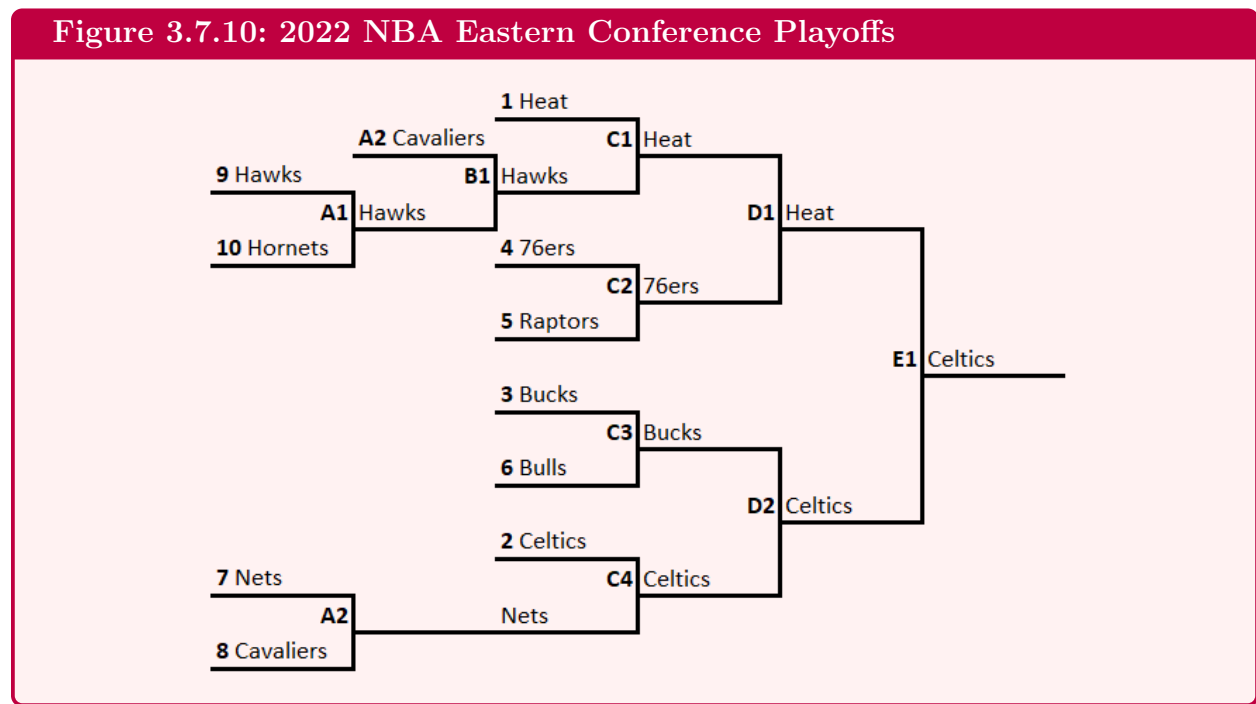 Figure 3.7.10: 2022 NBA Eastern Conference Playoffs
1 Heat
A2 Cavaliers
C1 Heat
9 Hawks
B1 Hawks
A1 Hawks
D1 Heat
10 Hornets
4 76ers
C2 76ers
5 Raptors
E1 Celtics
3 Bucks
C3 Bucks
6 Bulls
D2 Celtics
2 Celtics
7 Nets
C4 Celtics
A2
Nets
8 Cavaliers